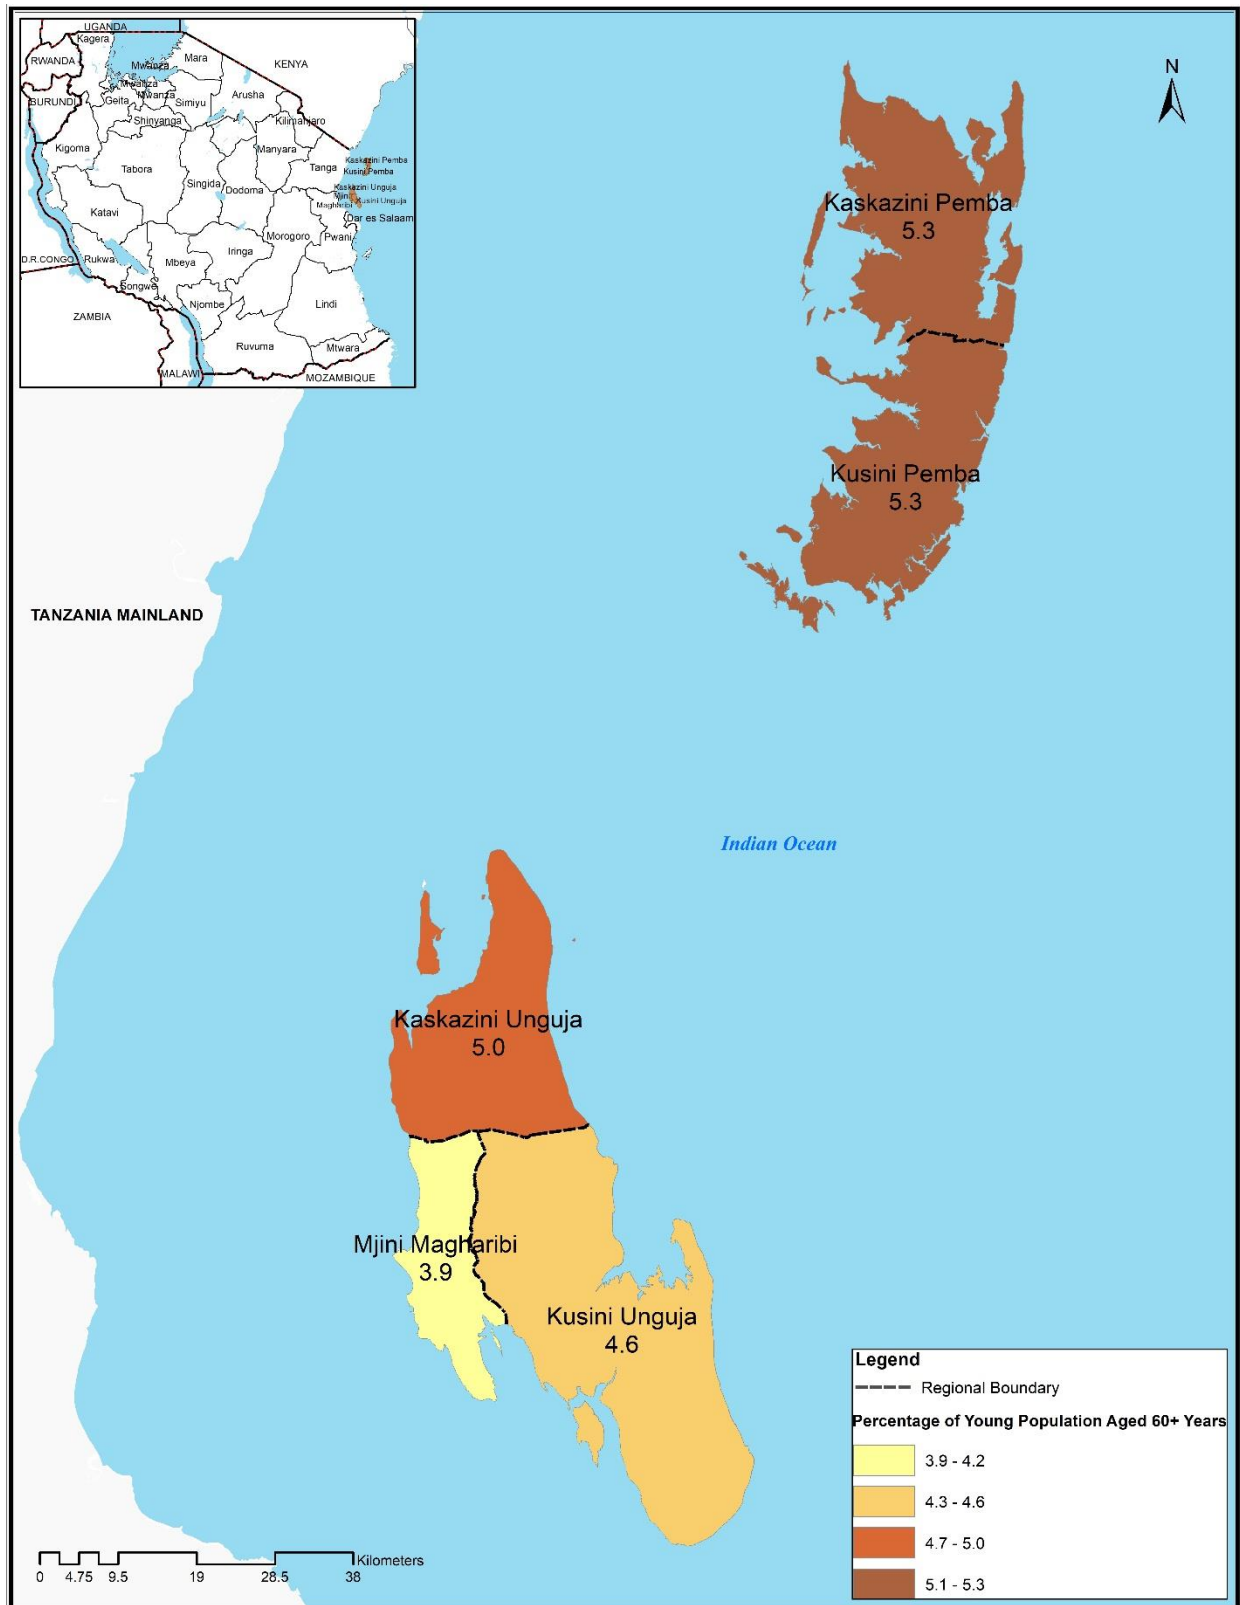 UGANDA
Kagera
RWANDA
Mwanza
Mara
KENYA
Mwanza
Mwanza
BURUNDI
Geita
Simiyu
Arusha
Shinyanga
Kilimanjaro
Kigoma
Manyara
Tabora
Tanga
Kaskazini Pemba
Kusini Pemba
Singida
Dodoma
Kaskazini Unguja
Mjini
Magharibi
Kusini Unguja
Katavi
Dar es Salaam
Morogoro
Pwani
D.R.CONGO
Rukwa
Mbeya
Iringa
Songwe
Njombe
Lindi
ZAMBIA
Ruvuma
Mtwara
MALAWI
MOZAMBIQUE
N
Kaskazini Pemba
5.3
Kusini Pemba
5.3
TANZANIA MAINLAND
Indian Ocean
Kaskazini Unguja
5.0
Mjini Magharibi
3.9
Kusini Unguja
4.6
Legend
Regional Boundary
Percentage of Young Population Aged 60+ Years
3.9 - 4.2
4.3 - 4.6
4.7 - 5.0
5.1 - 5.3
Kilometers
0 4.75 9.5 19 28.5 38